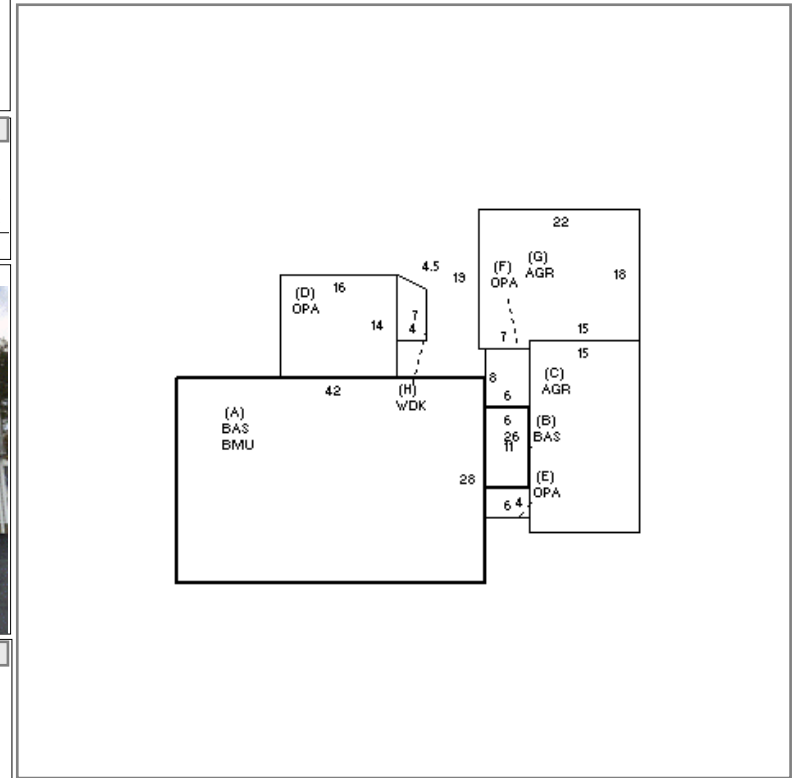 22
4.5
19
(G)
AGR
(F)
OPA
18
16
(D)
OPA
14
7
4
7
15
15
8
(C)
AGR
42
(H)
WDK
6
(A)
BAS
BMU
6
26
11
(B)
BAS
28
(E)
OPA
6 4